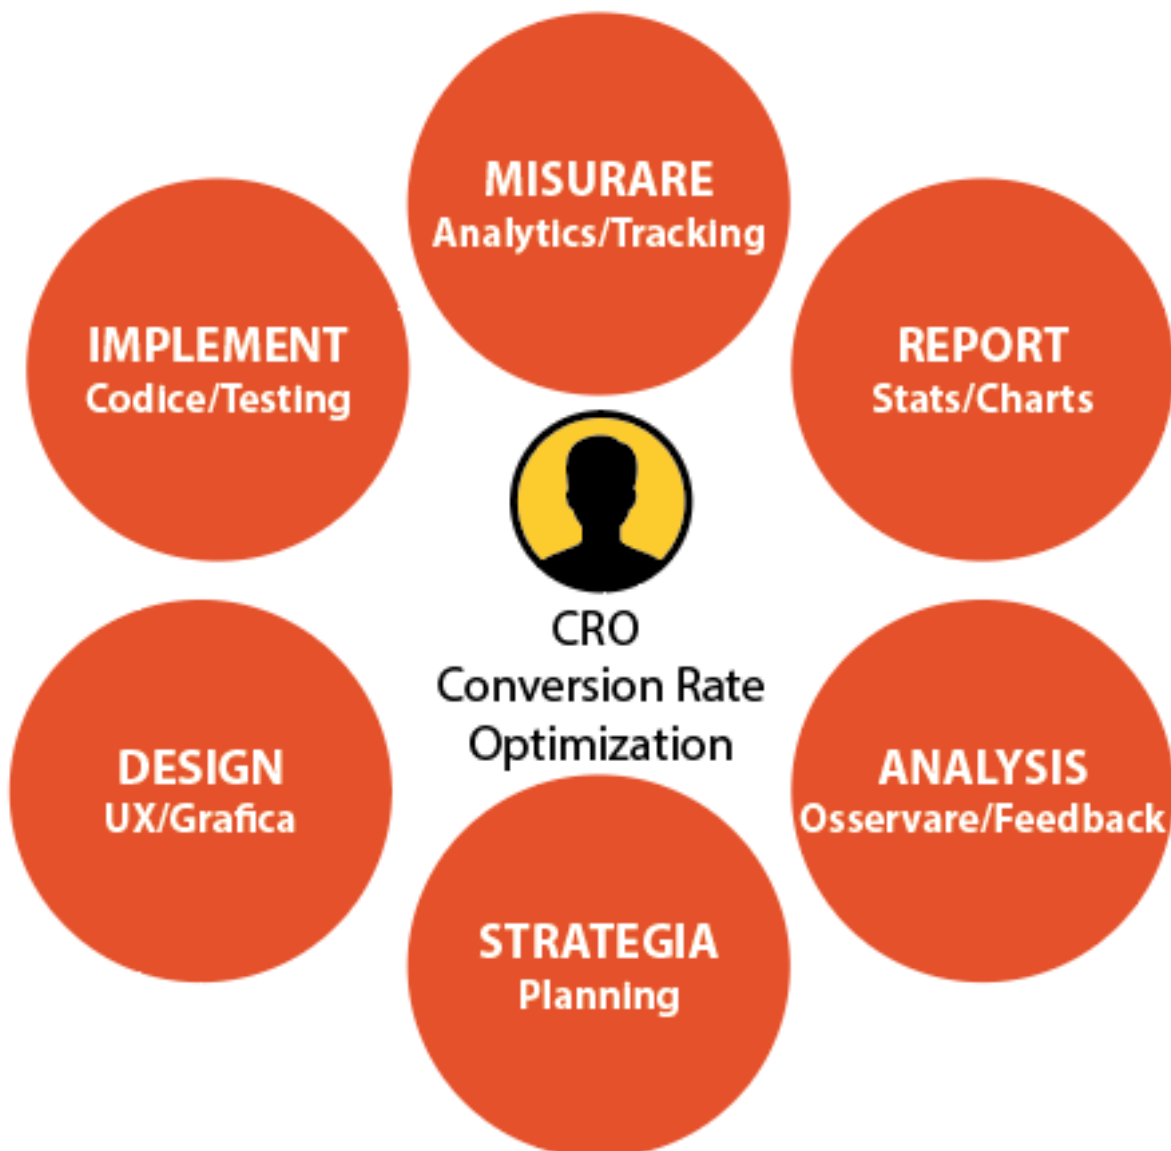 MISURARE
Analytics/Tracking
IMPLEMENT
Codice/Testing
REPORT
Stats/Charts
CRO
Conversion Rate
Optimization
DESIGN
UX/Grafica
ANALYSIS
Osservare/Feedback
STRATEGIA
Planning